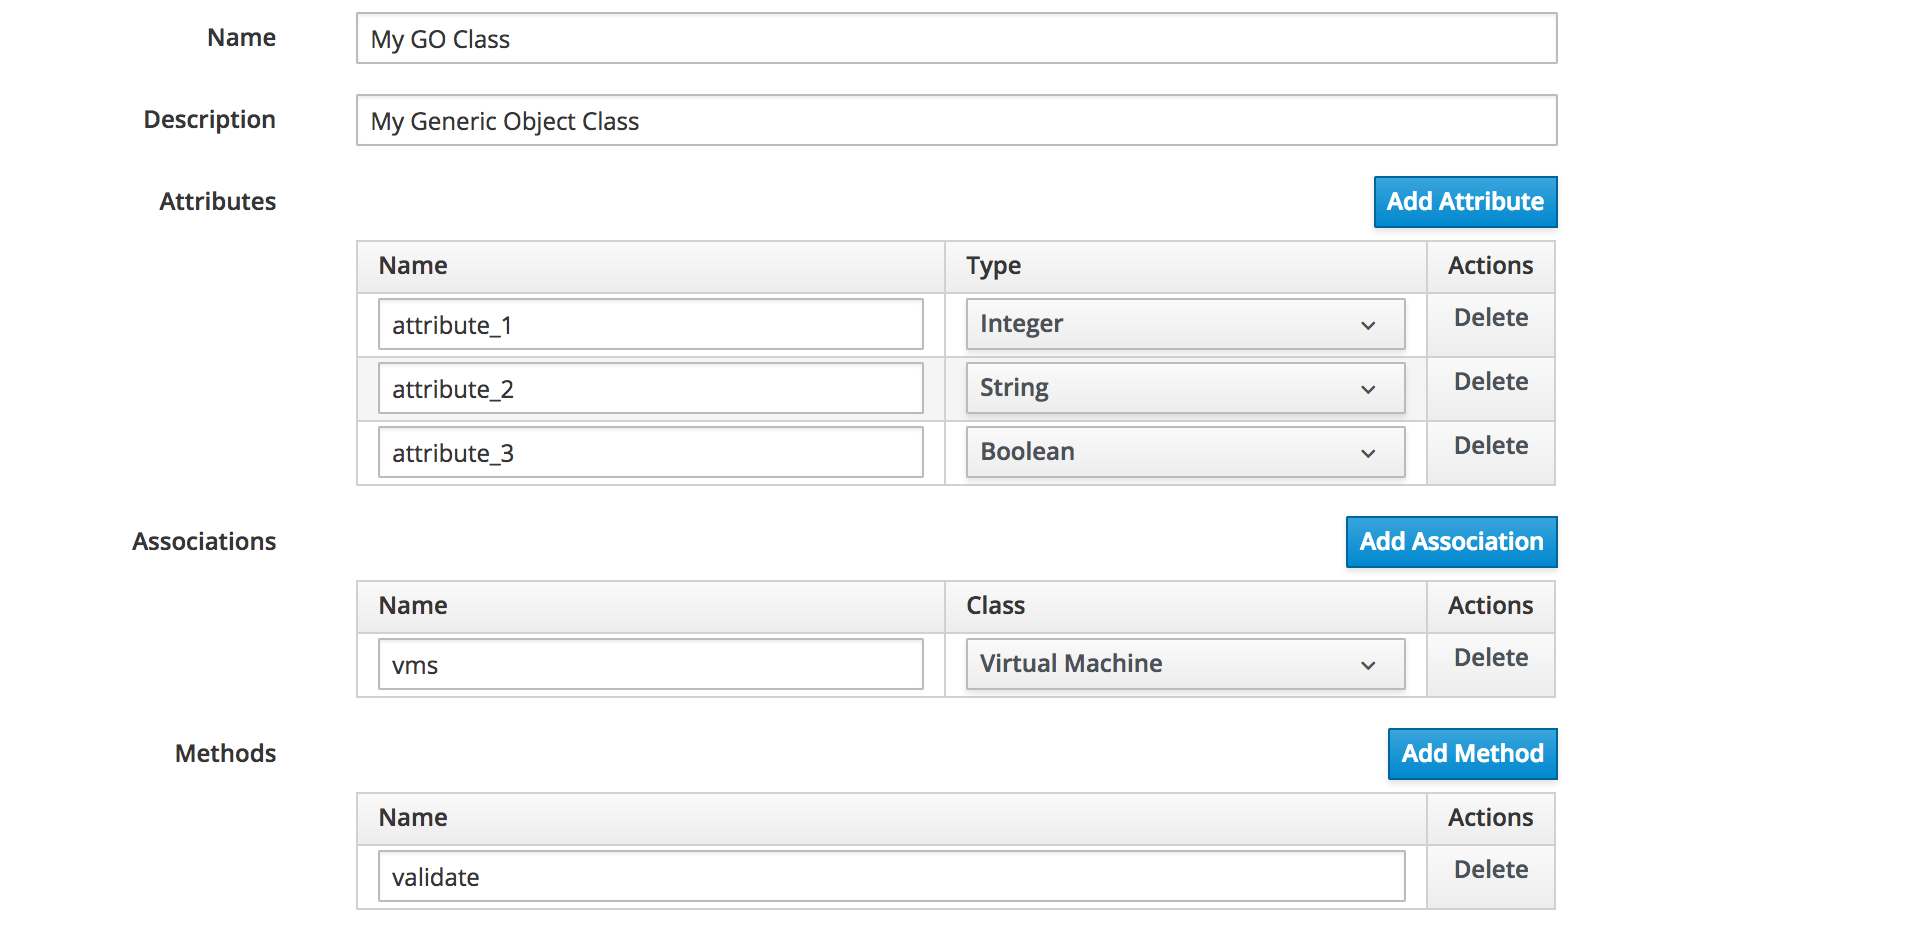 Name My GO Class
Description My Generic Object Class
Attributes Add Attribute
Name Type Actions
attribute_1 Integer Delete
attribute_2 String Delete
attribute_3 Boolean Delete
Associations Add Association
Name Class Actions
vms Virtual Machine Delete
Methods Add Method
Name Actions
validate Delete